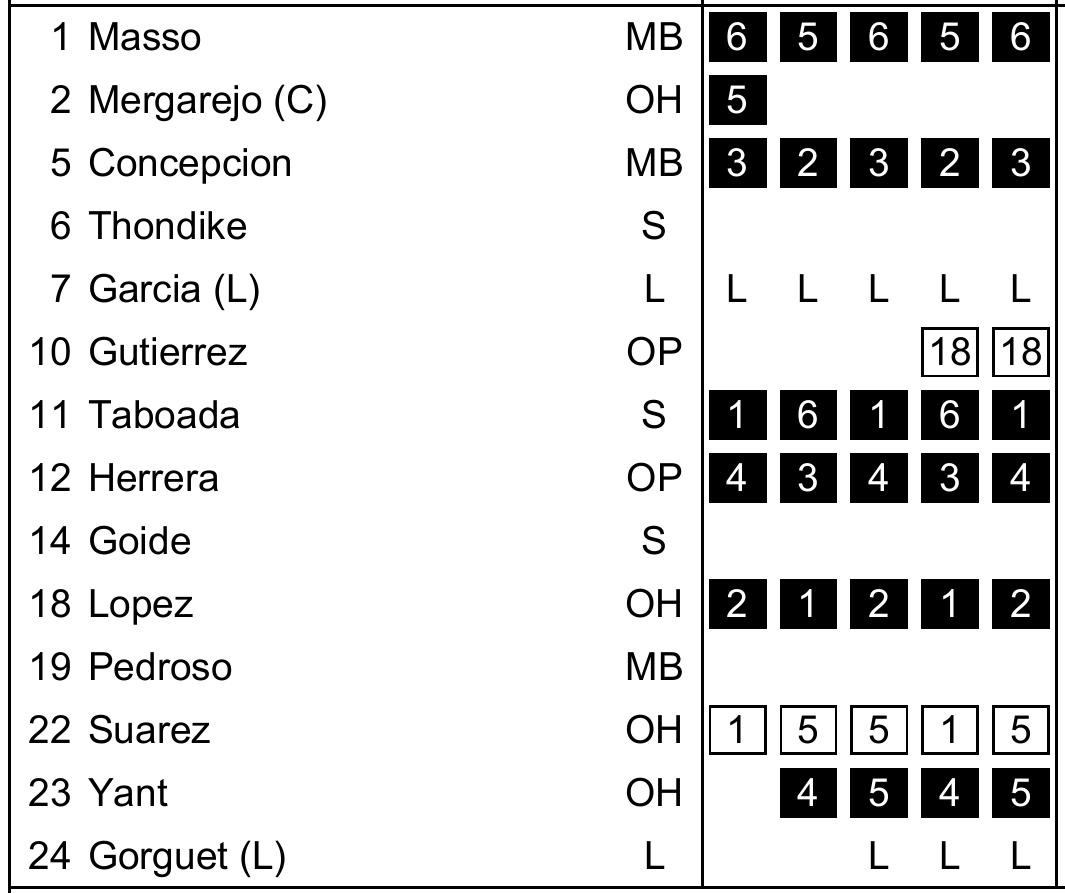 1 Masso MB 6 5 6 5 6
2 Mergarejo (C) OH 5
5 Concepcion MB 3 2 3 2 3
6 Thondike S
7 Garcia (L) L L L L L L
10 Gutierrez OP 18 18
11 Taboada S 1 6 1 6 1
12 Herrera OP 4 3 4 3 4
14 Goide S
18 Lopez OH 2 1 2 1 2
19 Pedroso MB
22 Suarez OH 1 5 5 1 5
23 Yant OH 4 5 4 5
24 Gorguet (L) L L L L